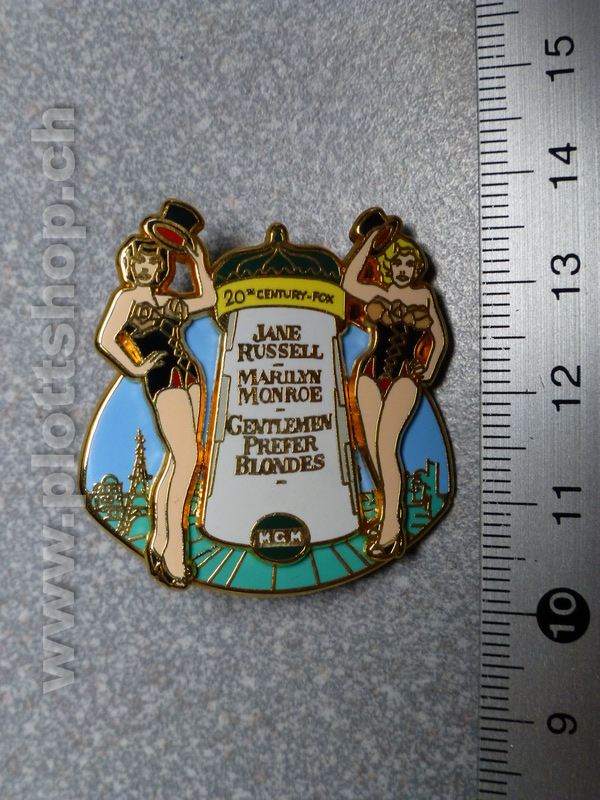 20TH CENTURY-FOX
JANE
RUSSELL
-
MARILYN
MONROE
-
GENTLEMEN
PREFER
BLONDES
-
M.G.M
www.plottshop.ch
15
14
13
12
11
10
9